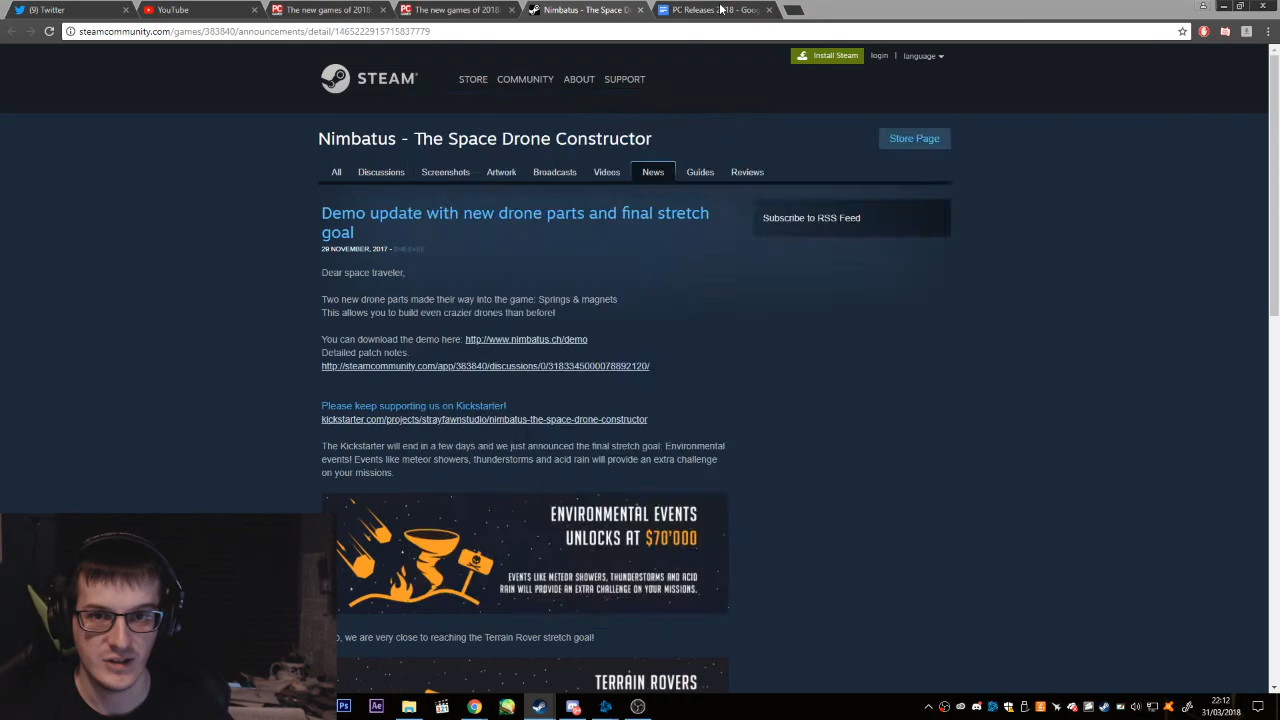 (9) Twitter
YouTube
The new games of 2018:
The new games of 2018:
Nimbatus - The Space D
PC Releases 2018 - Goo
steamcommunity.com/games/383840/announcements/detail/1465222915715837779
Install Steam
login
language
STEAM
STORE
COMMUNITY
ABOUT
SUPPORT
Nimbatus - The Space Drone Constructor
Store Page
All
Discussions
Screenshots
Artwork
Broadcasts
Videos
News
Guides
Reviews
Demo update with new drone parts and final stretch
goal
Subscribe to RSS Feed
29 NOVEMBER, 2017 -
Dear space traveler,
Two new drone parts made their way into the game: Springs & magnets
This allows you to build even crazier drones than before!
You can download the demo here: http://www.nimbatus.ch/demo
Detailed patch notes.
http://steamcommunity.com/app/383840/discussions/0/3183345000078892120/
Please keep supporting us on Kickstarter!
kickstarter.com/projects/strayfawnstudio/nimbatus-the-space-drone-constructor
The Kickstarter will end in a few days and we just announced the final stretch goal: Environmental
events! Events like meteor showers, thunderstorms and acid rain will provide an extra challenge
on your missions.
ENVIRONMENTAL EVENTS
UNLOCKS AT $70'000
EVENTS LIKE METEOR SHOWERS, THUNDERSTORMS AND ACID
RAIN WILL PROVIDE AN EXTRA CHALLENGE ON YOUR MISSIONS.
, we are very close to reaching the Terrain Rover stretch goal!
TERRAIN ROVERS
Ps
Ae
22:12
31/03/2018